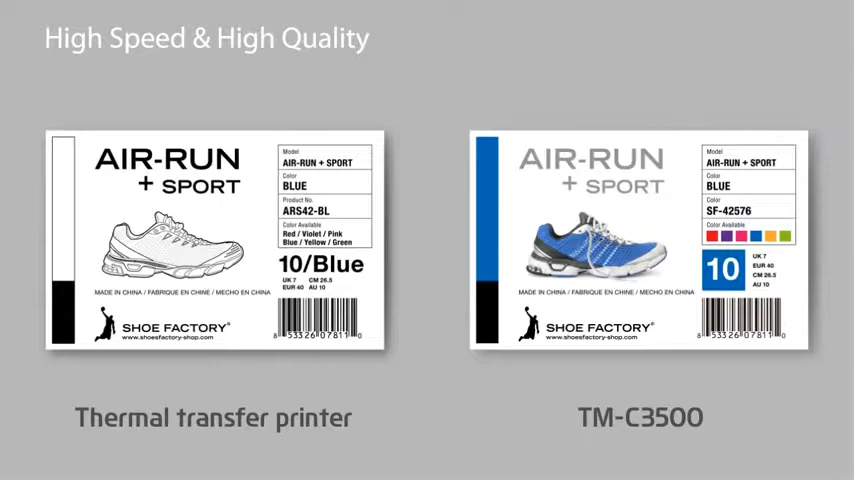 High Speed & High Quality
AIR-RUN
+ SPORT
Model
AIR-RUN + SPORT
Color
BLUE
Product No.
ARS42-BL
Color Available
Red / Violet / Pink
Blue / Yellow / Green
10/Blue
UK 7 CM 26.5
EUR 40 AU 10
MADE IN CHINA / FABRIQUE EN CHINE / MECHO EN CHINA
SHOE FACTORY®
www.shoesfactory-shop.com
8 53326 07811 0
Thermal transfer printer
AIR-RUN
+ SPORT
Model
AIR-RUN + SPORT
Color
BLUE
Color
SF-42576
Color Available
10
UK 7
EUR 40
CM 26.5
AU 10
MADE IN CHINA / FABRIQUE EN CHINE / MECHO EN CHINA
SHOE FACTORY®
www.shoesfactory-shop.com
8 53326 07811 0
TM-C3500